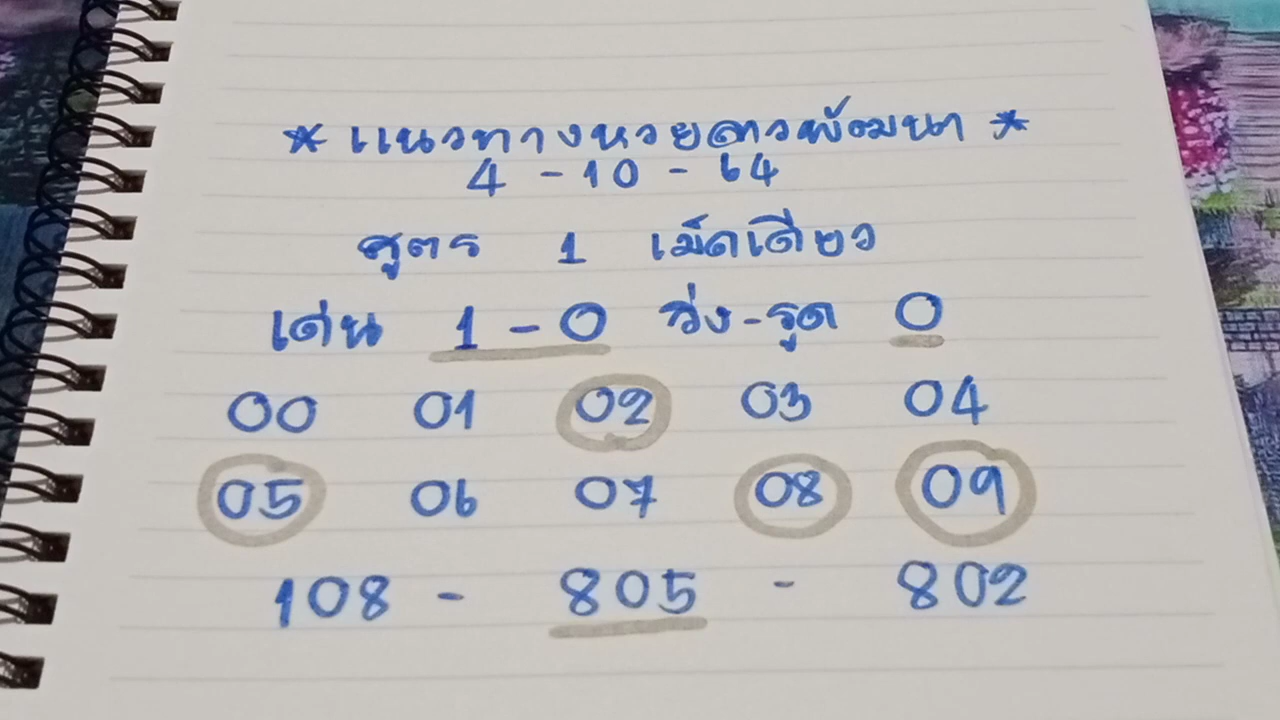 * แนวทางหวยลาวพัฒนา *
4 - 10 - 64
สูตร 1 เม็ดเดียว
เด่น 1 - 0 วิ่ง-รูด 0
00 01 02 03 04
05 06 07 08 09
108 - 805 - 802